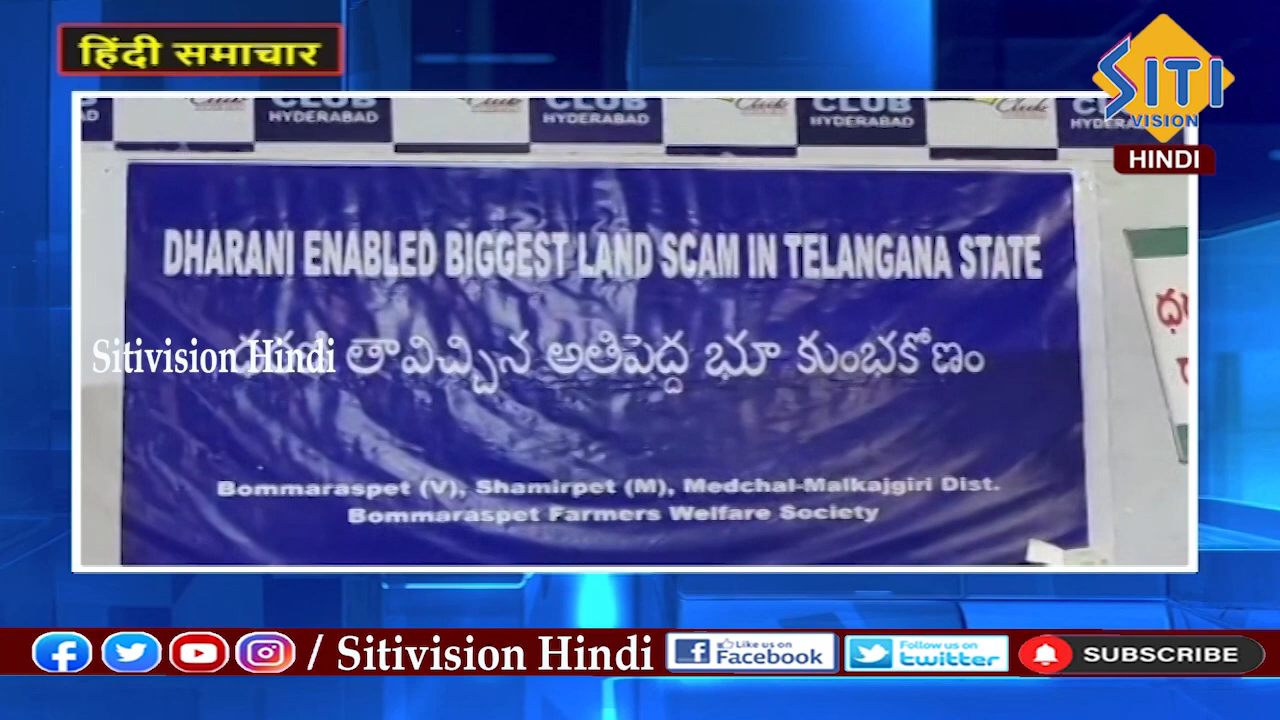 हिंदी समाचार
SITI
VISION
HINDI
CLUB
HYDERABAD
CLUB
HYDERABAD
CLUB
HYDERABAD
DHARANI ENABLED BIGGEST LAND SCAM IN TELANGANA STATE
Sitivision Hindi
తావిచ్చిన అతిపెద్ద భూ కుంభకోణం
Bommaraspet (V), Shamirpet (M), Medchal-Malkajgiri Dist.
Bommaraspet Farmers Welfare Society
/ Sitivision Hindi
Like us on
Facebook
Follow us on
twitter
SUBSCRIBE